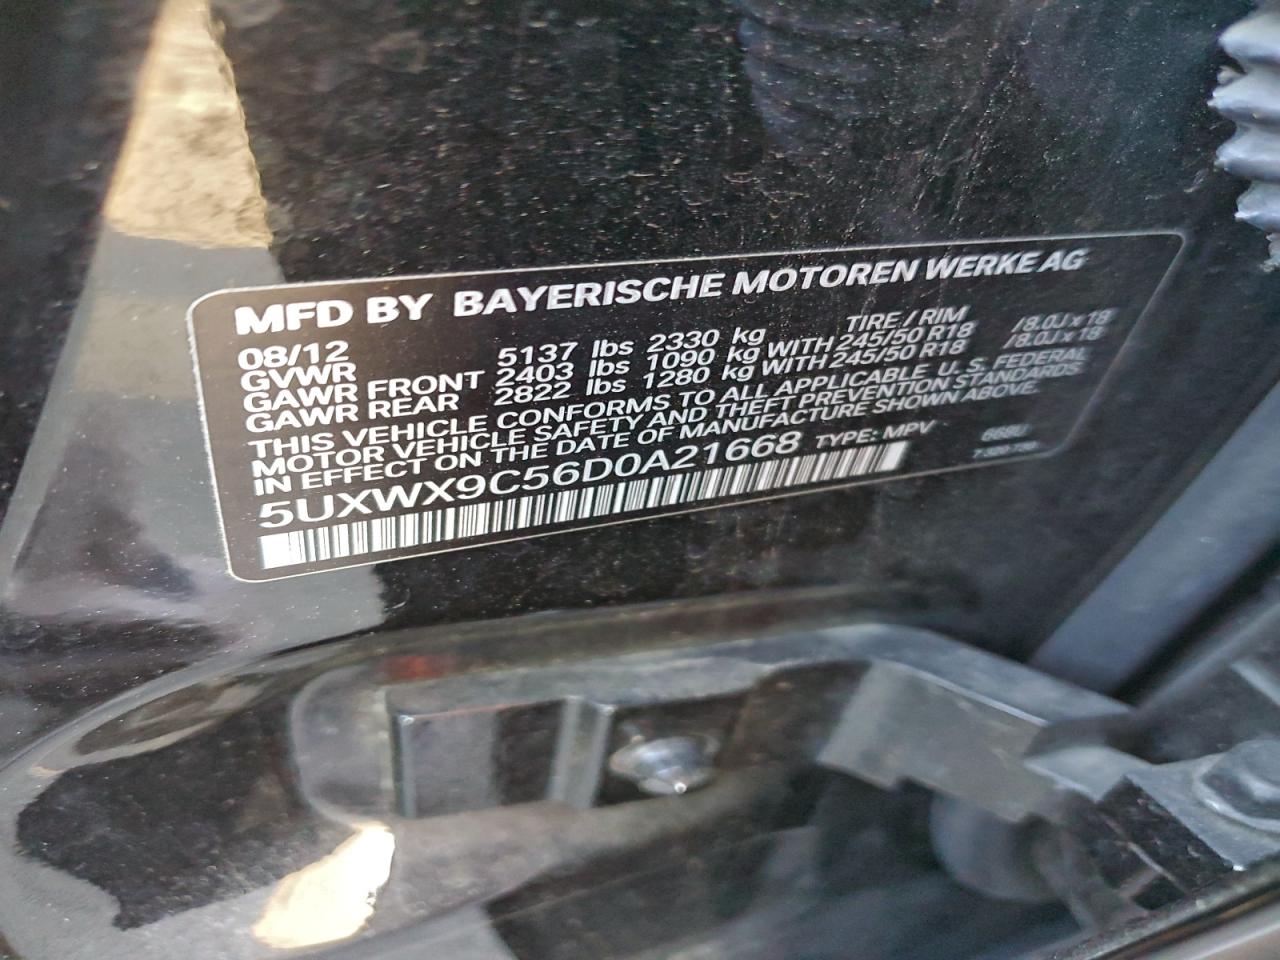 MFD BY BAYERISCHE MOTOREN WERKE AG
08/12 TIRE / RIM
GVWR 5137 lbs 2330 kg
GAWR FRONT 2403 lbs 1090 kg WITH 245/50 R18 /8.0J x 18
GAWR REAR 2822 lbs 1280 kg WITH 245/50 R18 /8.0J x 18
THIS VEHICLE CONFORMS TO ALL APPLICABLE U. S. FEDERAL
MOTOR VEHICLE SAFETY AND THEFT PREVENTION STANDARDS
IN EFFECT ON THE DATE OF MANUFACTURE SHOWN ABOVE.
5UXWX9C56D0A21668 TYPE: MPV